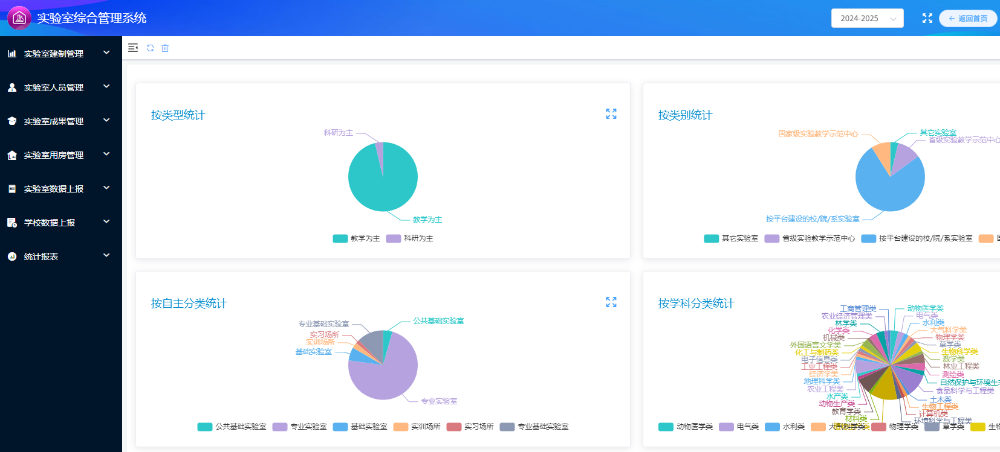 实验室综合管理系统
2024-2025
返回首页
实验室建制管理
实验室人员管理
实验室成果管理
实验室用房管理
实验室数据上报
学校数据上报
统计报表
按类型统计
科研为主
教学为主
教学为主
科研为主
按类别统计
国家级实验教学示范中心
其它实验室
省级实验教学示范中心
按平台建设的校/院/系实验室
其它实验室
省级实验教学示范中心
按平台建设的校/院/系实验室
按自主分类统计
专业基础实验室
公共基础实验室
实习场所
实训场所
基础实验室
专业实验室
公共基础实验室
专业实验室
基础实验室
实训场所
实习场所
专业基础实验室
按学科分类统计
工商管理类
农业经济管理类
林学类
化学类
机械类
外国语言文学类
化工与制药类
电子信息类
工业工程类
经济学类
地理科学类
农业工程类
水产类
动物生产类
教育学类
材料类
动物医学类
电气类
水利类
大气科学类
物理学类
草学类
生物科学类
数学类
林业工程类
测绘类
自然保护与环境生态
食品科学与工程类
土木类
生物工程类
计算机类
环境科学与工程类
动物医学类
电气类
水利类
大气科学类
物理学类
草学类
生物